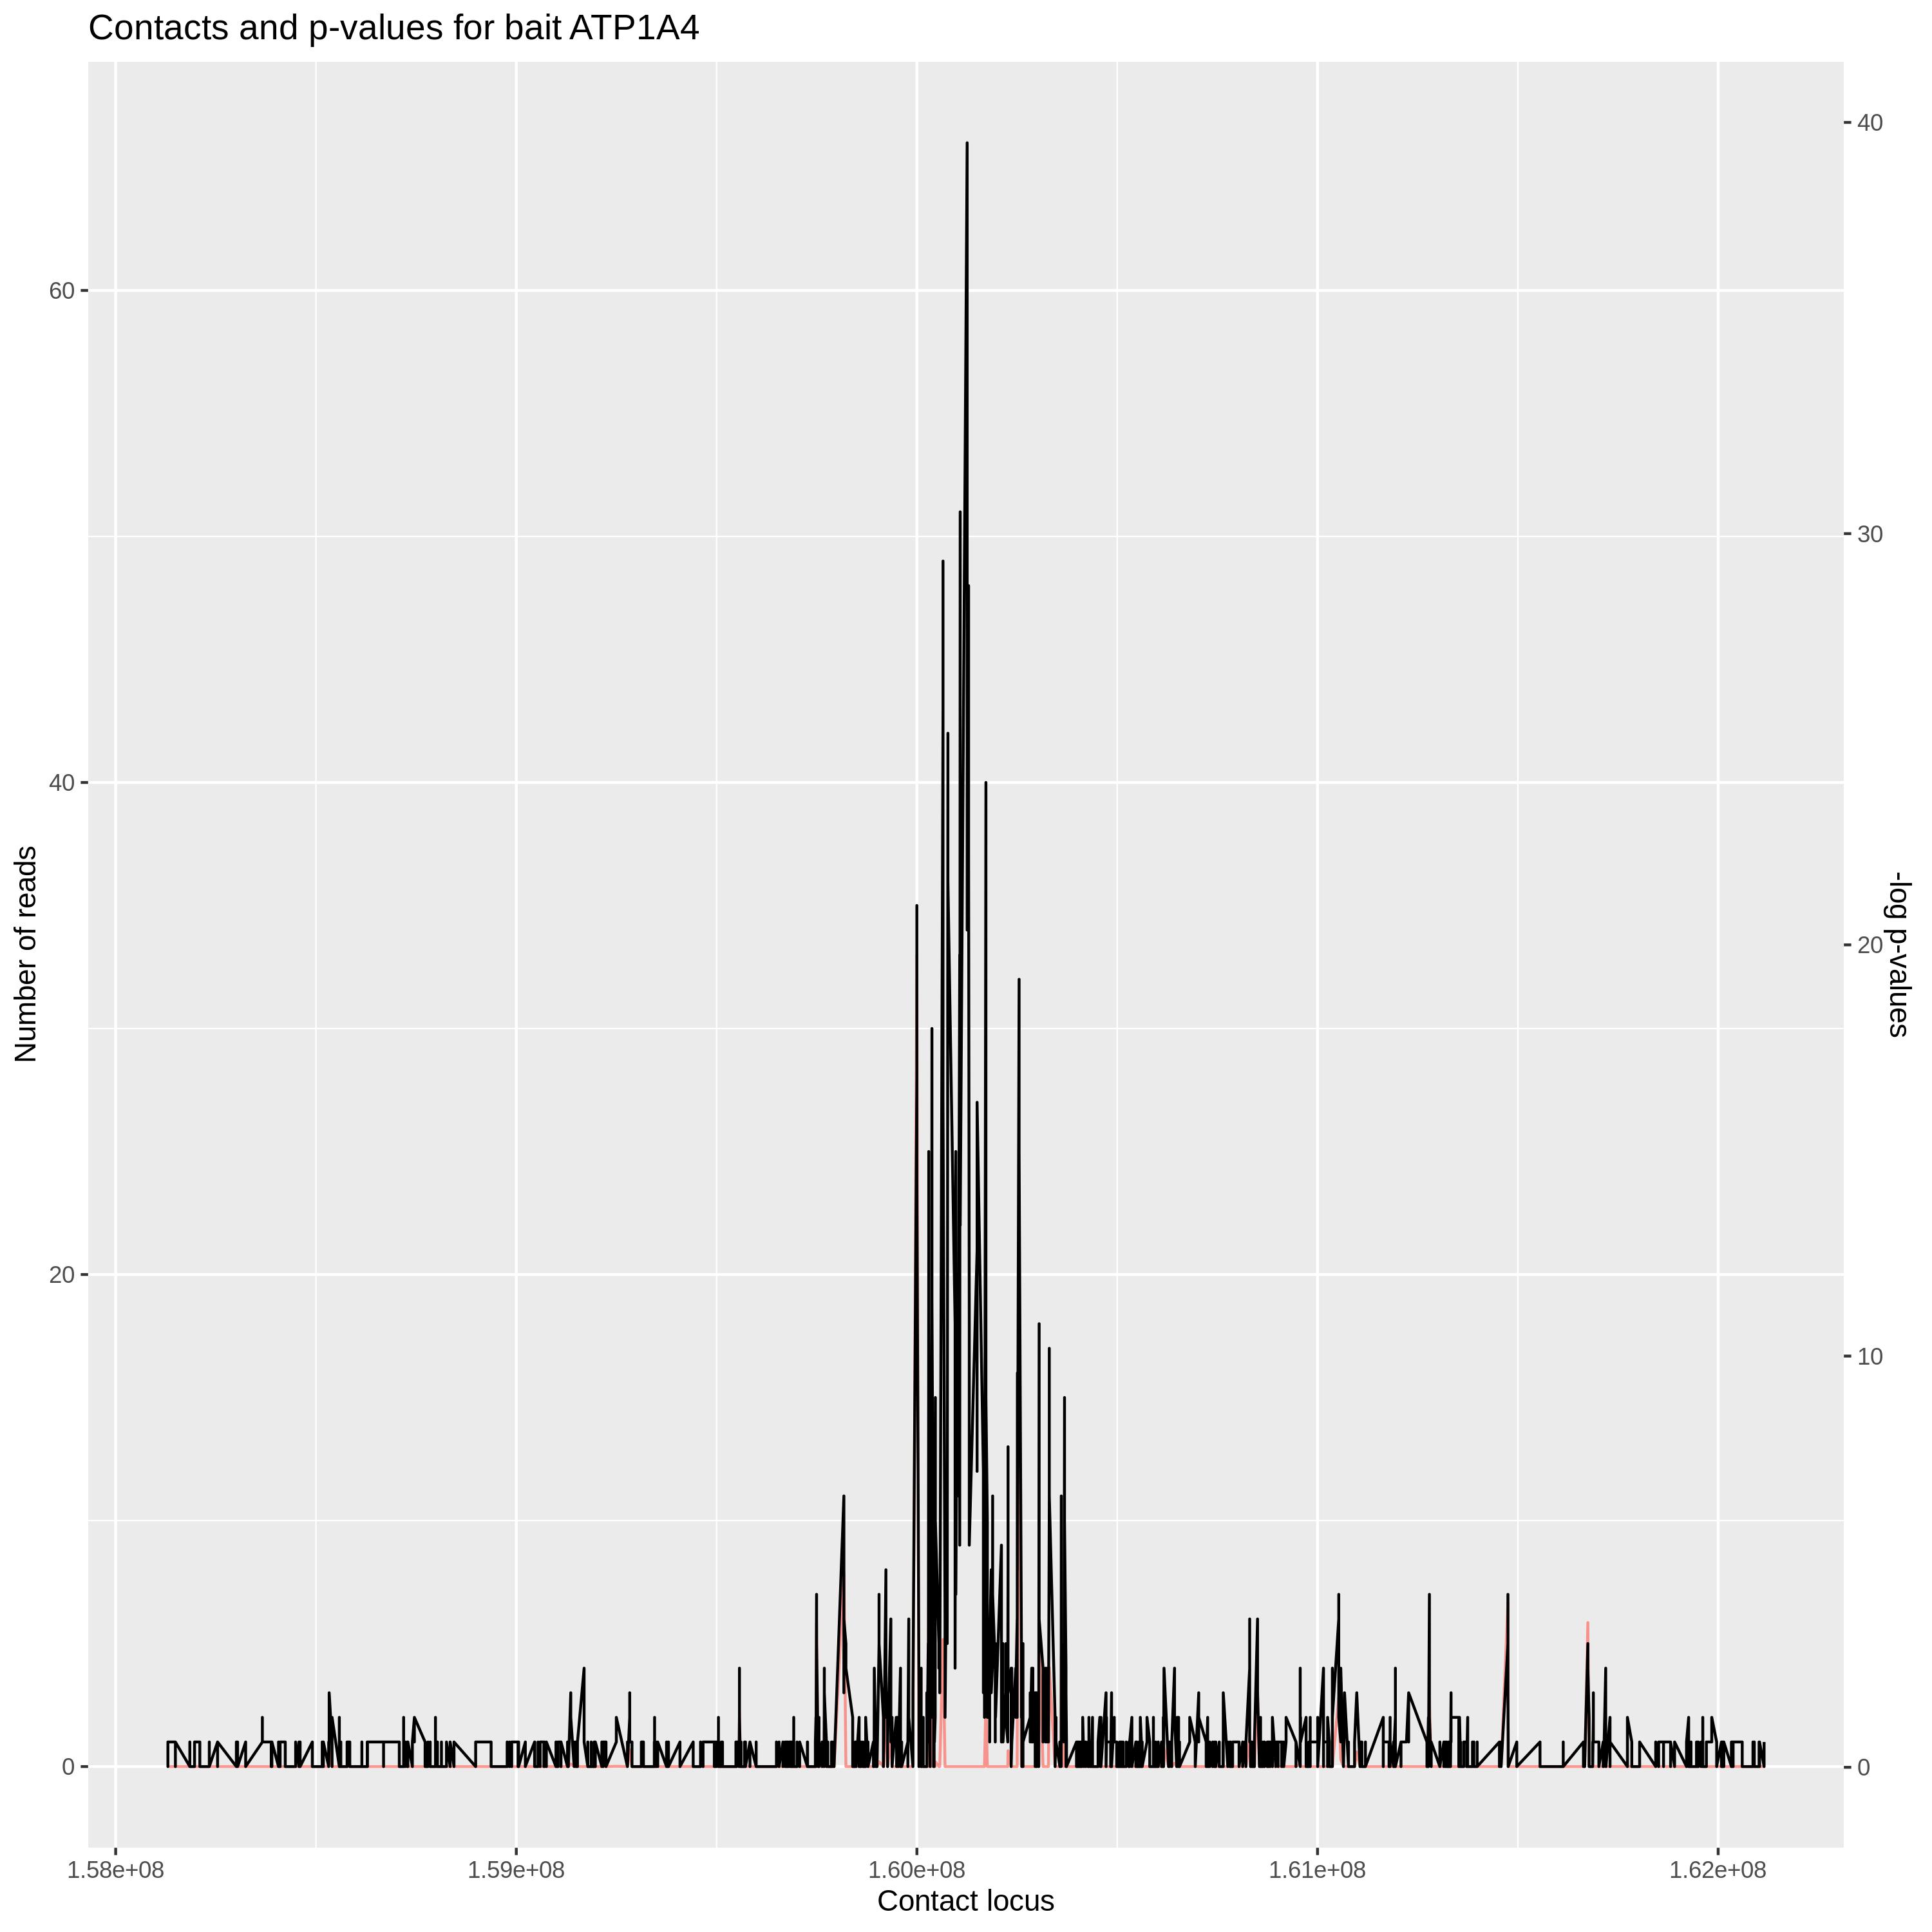 Contacts and p-values for bait ATP1A4
60
40
20
0
Number of reads
40
30
20
10
0
-log p-values
1.58e+08 1.59e+08 1.60e+08 1.61e+08 1.62e+08
Contact locus